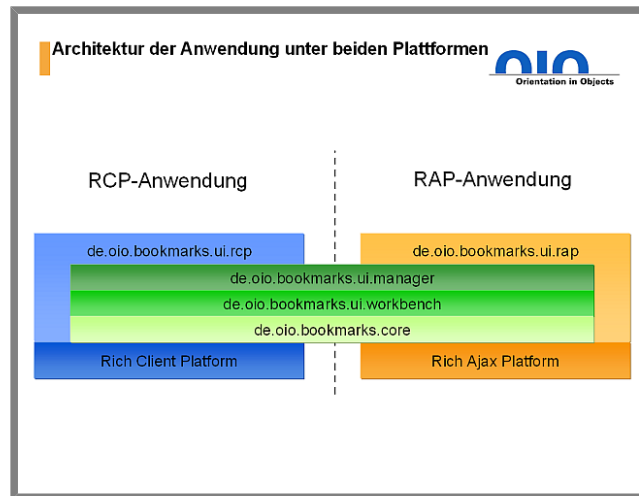 Architektur der Anwendung unter beiden Plattformen
OIO
Orientation in Objects
RCP-Anwendung
RAP-Anwendung
de.oio.bookmarks.ui.rcp
de.oio.bookmarks.ui.rap
de.oio.bookmarks.ui.manager
de.oio.bookmarks.ui.workbench
de.oio.bookmarks.core
Rich Client Platform
Rich Ajax Platform